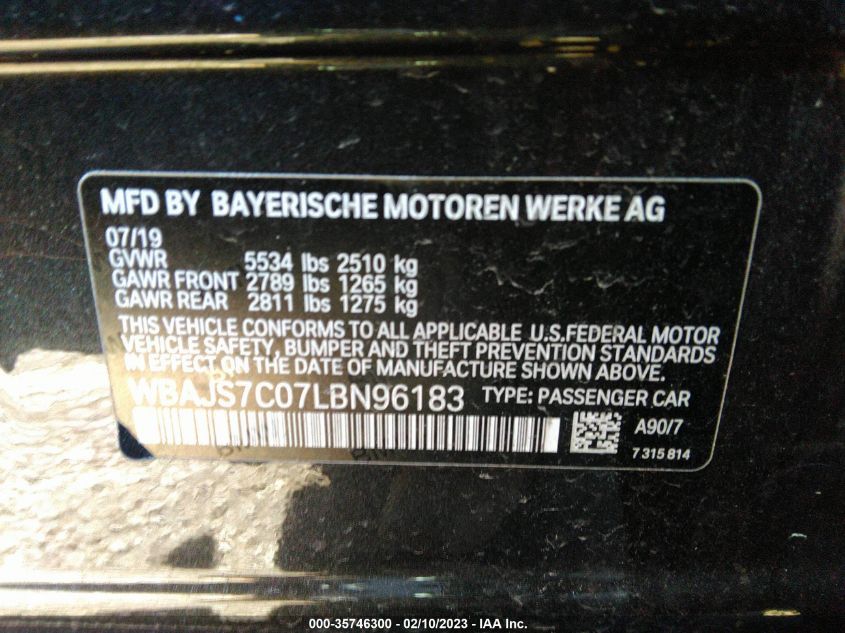 MFD BY BAYERISCHE MOTOREN WERKE AG
07/19
GVWR 5534 lbs 2510 kg
GAWR FRONT 2789 lbs 1265 kg
GAWR REAR 2811 lbs 1275 kg
THIS VEHICLE CONFORMS TO ALL APPLICABLE U.S.FEDERAL MOTOR
VEHICLE SAFETY, BUMPER AND THEFT PREVENTION STANDARDS
IN EFFECT ON THE DATE OF MANUFACTURE SHOWN ABOVE.
WBAJS7C07LBN96183 TYPE: PASSENGER CAR
A90/7
7 315 814
000-35746300 - 02/10/2023 - IAA Inc.